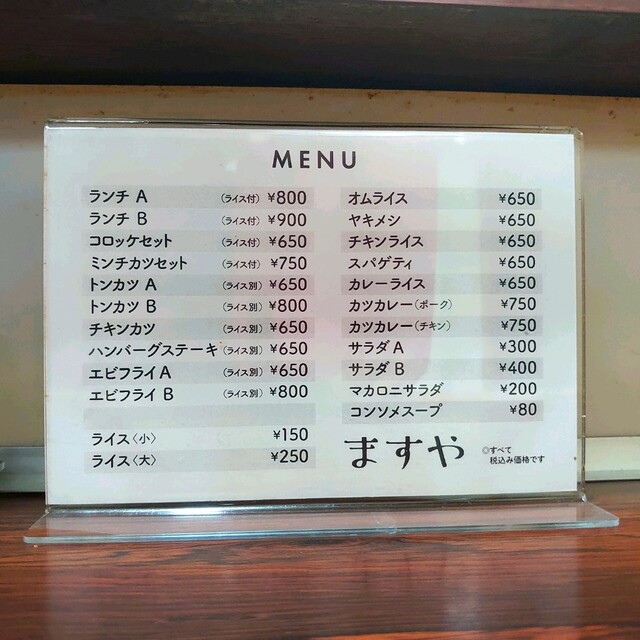 MENU
ランチ A （ライス付） ¥800
ランチ B （ライス付） ¥900
コロッケセット （ライス付） ¥650
ミンチカツセット （ライス付） ¥750
トンカツ A （ライス別） ¥650
トンカツ B （ライス別） ¥800
チキンカツ （ライス別） ¥650
ハンバーグステーキ （ライス別） ¥650
エビフライ A （ライス別） ¥650
エビフライ B （ライス別） ¥800
ライス〈小〉 ¥150
ライス〈大〉 ¥250
オムライス ¥650
ヤキメシ ¥650
チキンライス ¥650
スパゲティ ¥650
カレーライス ¥650
カツカレー（ポーク） ¥750
カツカレー（チキン） ¥750
サラダ A ¥300
サラダ B ¥400
マカロニサラダ ¥200
コンソメスープ ¥80
ますや
◎すべて
税込み価格です